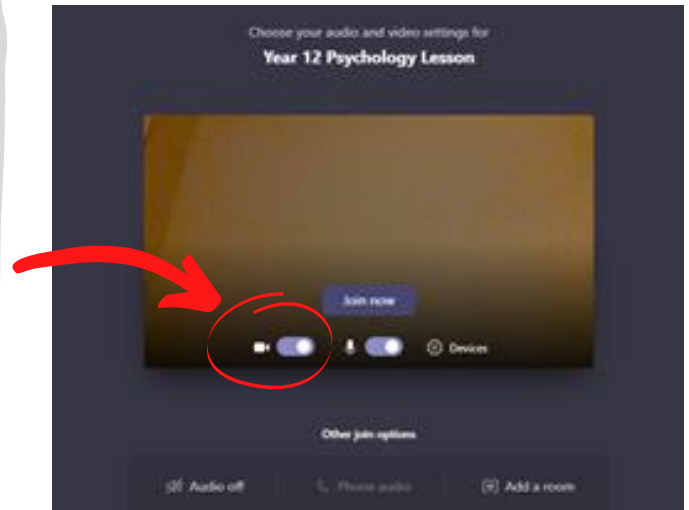 Choose your audio and video settings for
Year 12 Psychology Lesson
Join now
Devices
Other join options
Audio off
Phone audio
Add a room